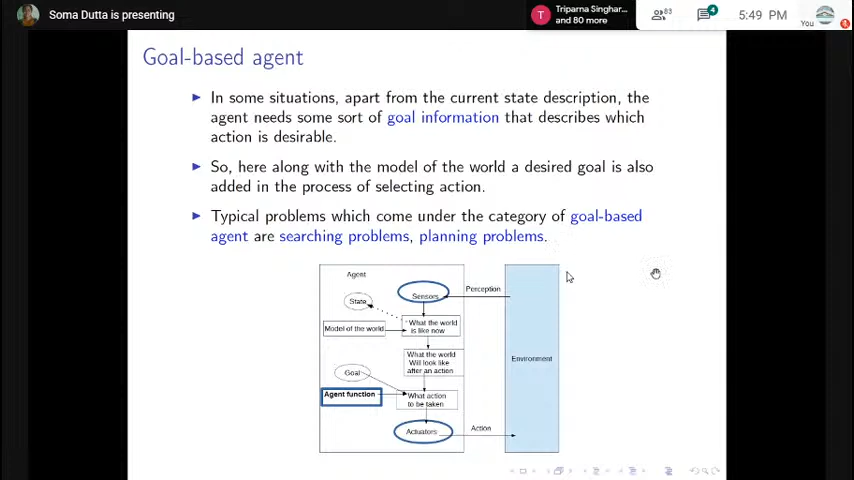 Soma Dutta is presenting
T
Triparna Singhar...
and 80 more
83
4
5:49 PM
You
Goal-based agent
In some situations, apart from the current state description, the
agent needs some sort of goal information that describes which
action is desirable.
So, here along with the model of the world a desired goal is also
added in the process of selecting action.
Typical problems which come under the category of goal-based
agent are searching problems, planning problems.
Agent
Sensors
Perception
State
Model of the world
What the world
is like now
What the world
Will look like
after an action
Environment
Goal
Agent function
What action
to be taken
Actuators
Action